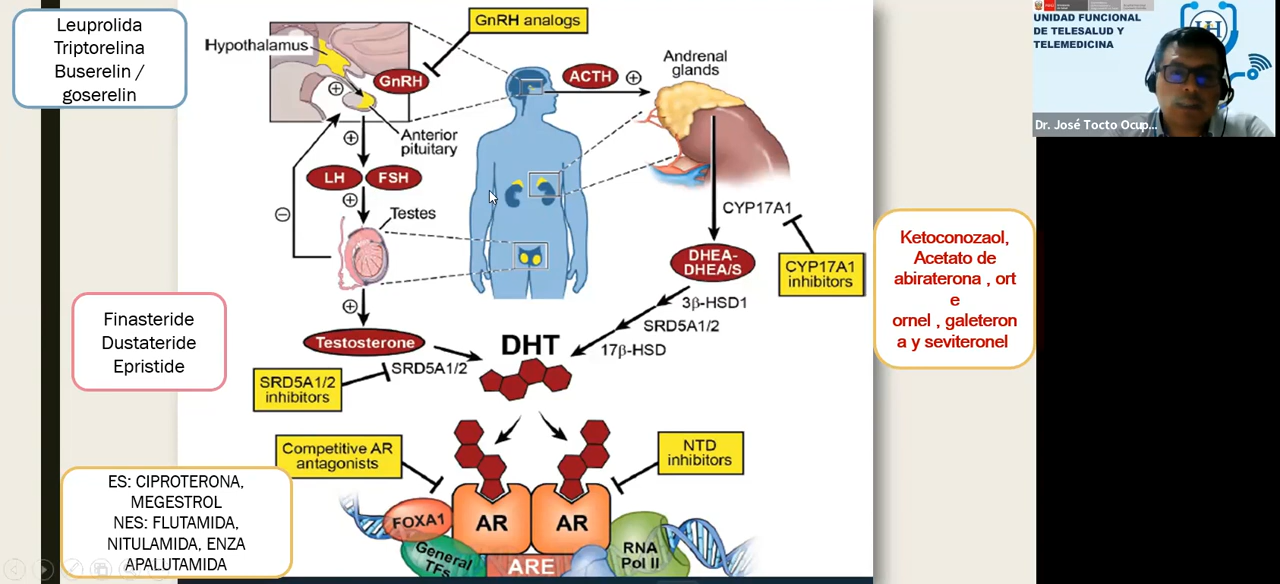 Leuprolida
Triptorelina
Buserelin /
goserelin
GnRH analogs
Hypothalamus
GnRH
Anterior
pituitary
LH
FSH
Testes
ACTH
Andrenal
glands
CYP17A1
CYP17A1
inhibitors
DHEA-
DHEA/S
3β-HSD1
SRD5A1/2
17β-HSD
Ketoconozaol,
Acetato de
abiraterona , ort
e
ornel , galeteron
a y seviteronel
Finasteride
Dustateride
Epristide
Testosterone
DHT
SRD5A1/2
SRD5A1/2
inhibitors
Competitive AR
antagonists
NTD
inhibitors
ES: CIPROTERONA,
MEGESTROL
NES: FLUTAMIDA,
NITULAMIDA, ENZA
APALUTAMIDA
FOXA1
AR
AR
General
TFs
ARE
RNA
Pol II
UNIDAD FUNCIONAL
DE TELESALUD Y
TELEMEDICINA
Dr. José Tocto Ocup...